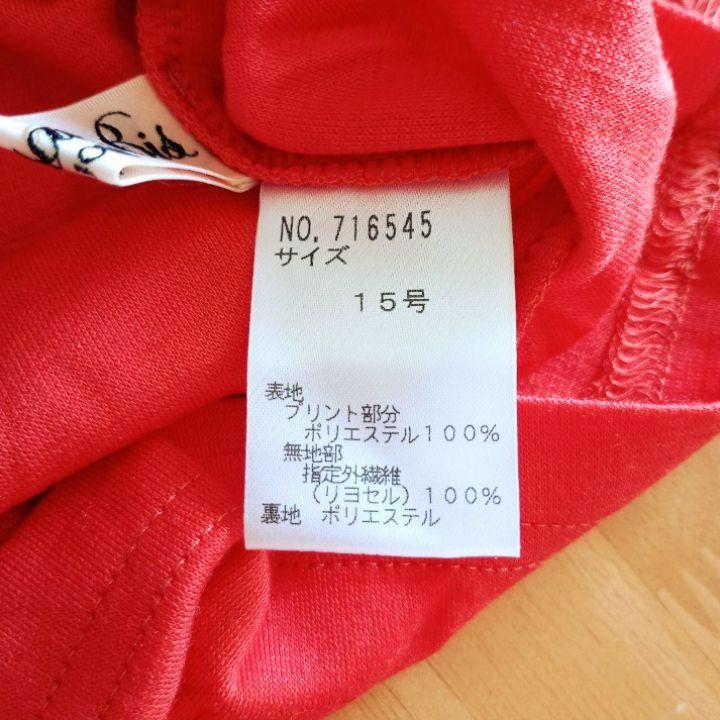 NO. 716545
サイズ
15号
表地
プリント部分
ポリエステル100%
無地部
指定外繊維
(リヨセル)100%
裏地 ポリエステル